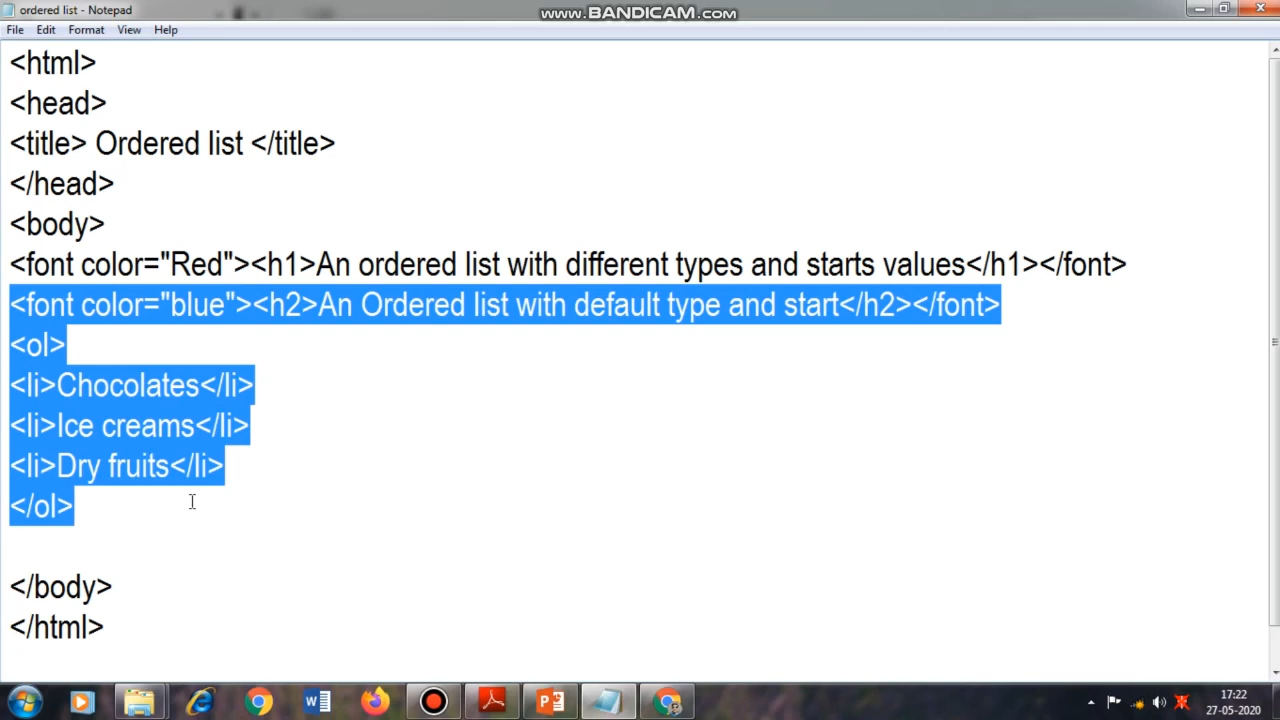 ordered list - Notepad
www.BANDICAM.com
File Edit Format View Help
<html>
<head>
<title> Ordered list </title>
</head>
<body>
<font color="Red"><h1>An ordered list with different types and starts values</h1></font>
<font color="blue"><h2>An Ordered list with default type and start</h2></font>
<ol>
<li>Chocolates</li>
<li>Ice creams</li>
<li>Dry fruits</li>
</ol>
</body>
</html>
17:22
27-05-2020